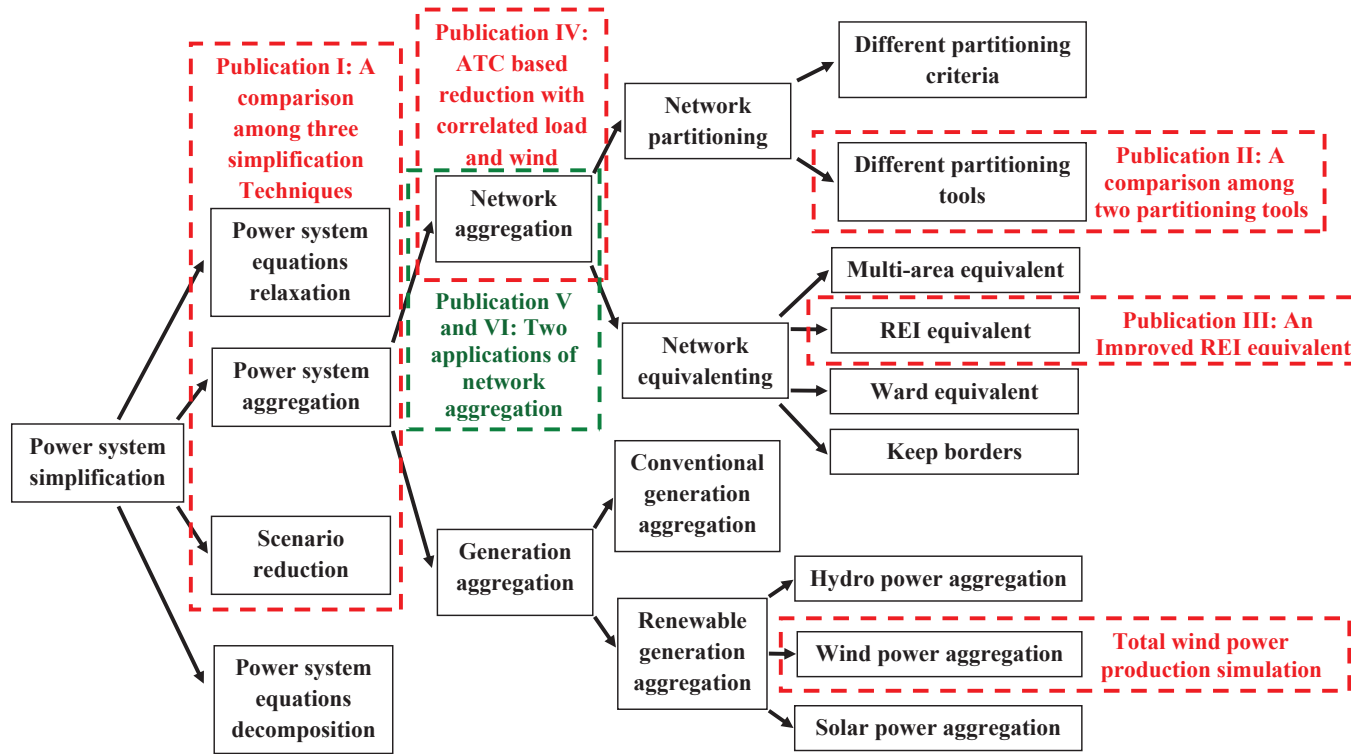 Publication I: A
comparison
among three
simplification
Techniques
Publication IV:
ATC based
reduction with
correlated load
and wind
Different partitioning
criteria
Network
partitioning
Different partitioning
tools
Publication II: A
comparison among
two partitioning tools
Network
aggregation
Power system
equations
relaxation
Multi-area equivalent
Publication V
and VI: Two
applications of
network
aggregation
REI equivalent
Publication III: An
Improved REI equivalent
Network
equivalenting
Power system
aggregation
Ward equivalent
Keep borders
Power system
simplification
Conventional
generation
aggregation
Scenario
reduction
Generation
aggregation
Hydro power aggregation
Renewable
generation
aggregation
Wind power aggregation
Total wind power
production simulation
Power system
equations
decomposition
Solar power aggregation